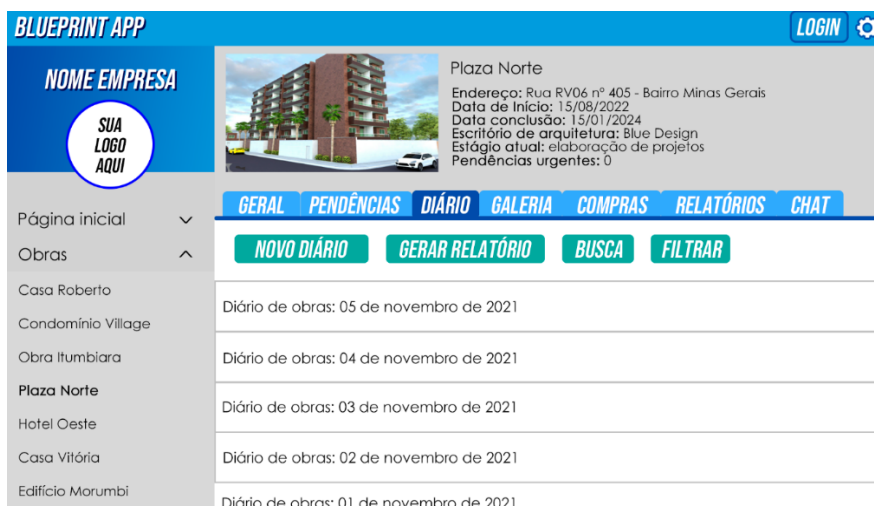 BLUEPRINT APP
LOGIN
NOME EMPRESA
SUA
LOGO
AQUI
Página inicial
Obras
Casa Roberto
Condomínio Village
Obra Itumbiara
Plaza Norte
Hotel Oeste
Casa Vitória
Edifício Morumbi
Plaza Norte
Endereço: Rua RV06 nº 405 - Bairro Minas Gerais
Data de Início: 15/08/2022
Data conclusão: 15/01/2024
Escritório de arquitetura: Blue Design
Estágio atual: elaboração de projetos
Pendências urgentes: 0
GERAL PENDÊNCIAS DIÁRIO GALERIA COMPRAS RELATÓRIOS CHAT
NOVO DIÁRIO GERAR RELATÓRIO BUSCA FILTRAR
Diário de obras: 05 de novembro de 2021
Diário de obras: 04 de novembro de 2021
Diário de obras: 03 de novembro de 2021
Diário de obras: 02 de novembro de 2021
Diário de obras: 01 de novembro de 2021